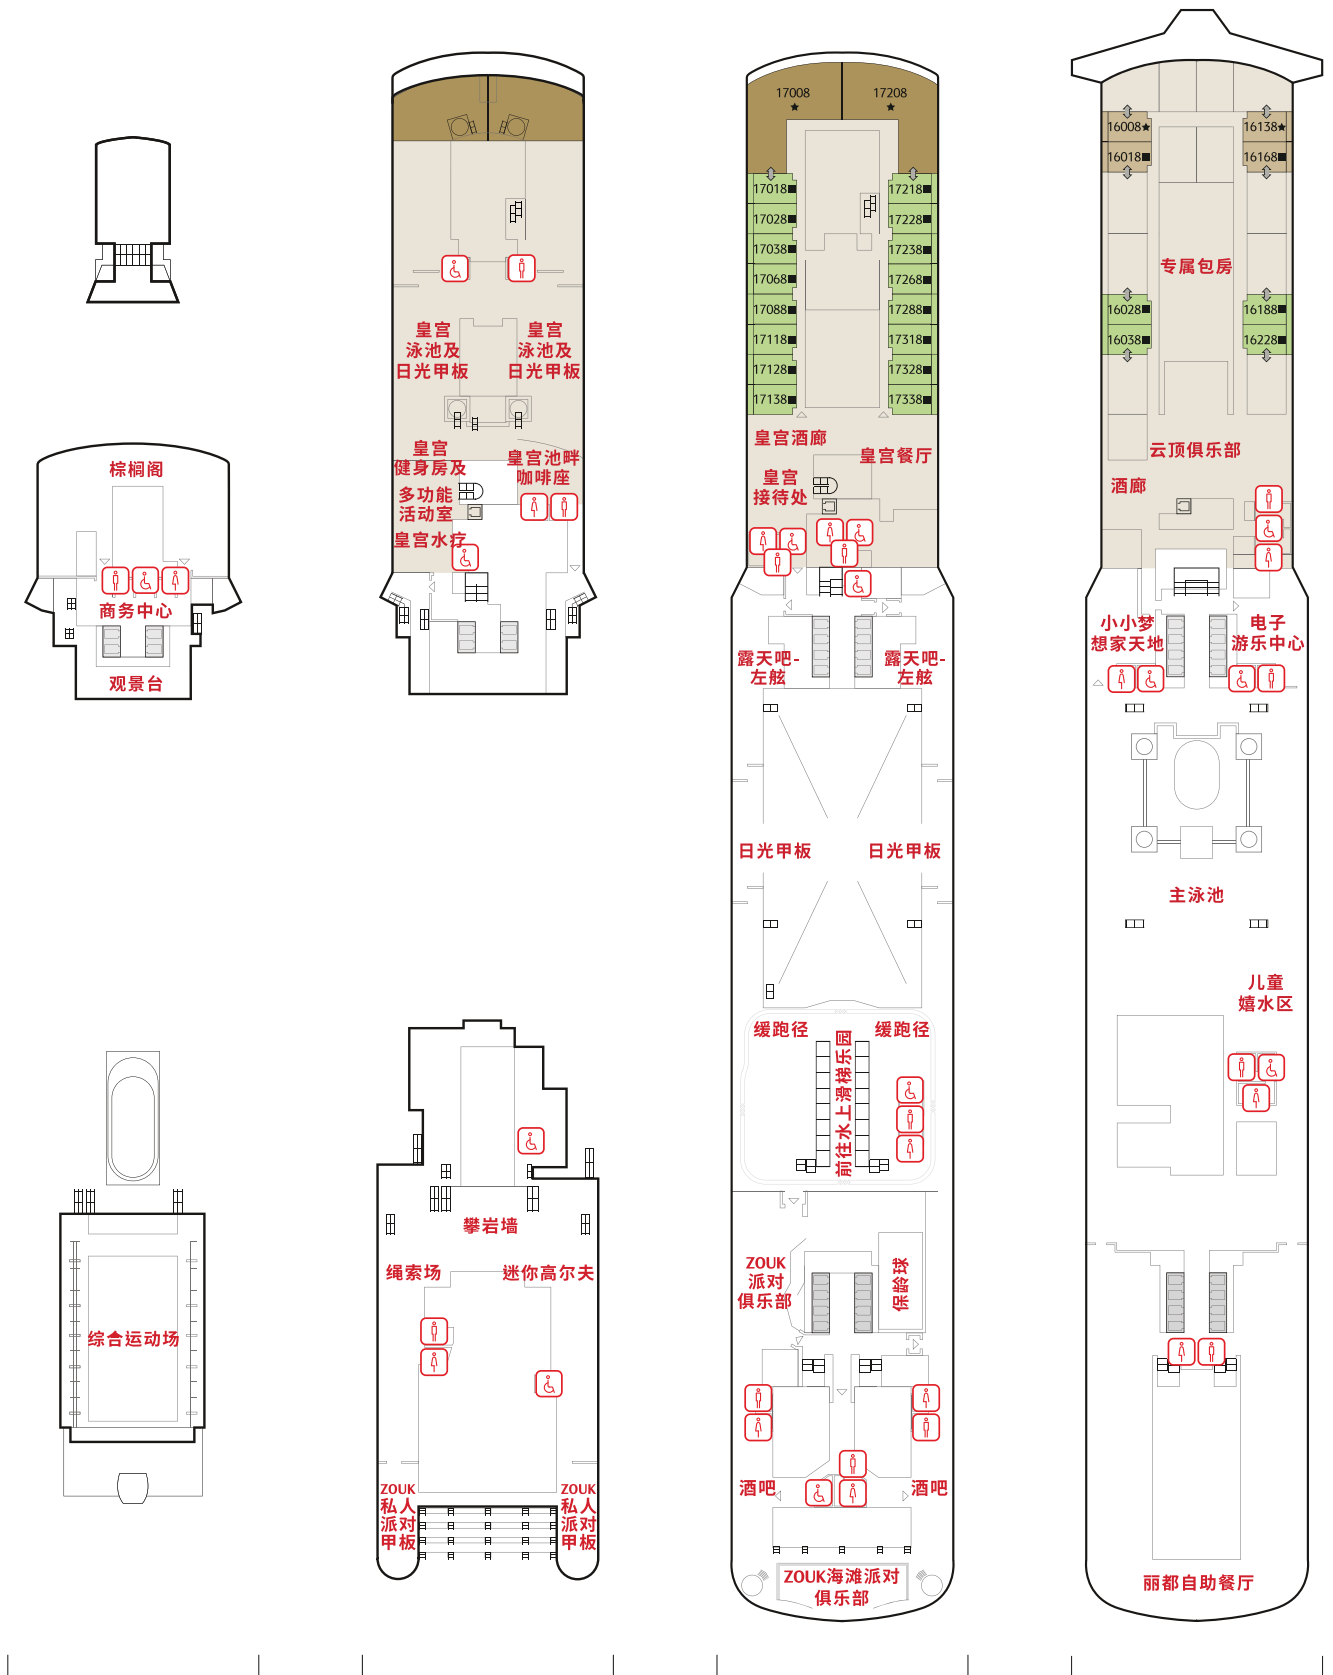 棕榈阁
商务中心
观景台
综合运动场
皇宫
泳池及
日光甲板
皇宫
泳池及
日光甲板
皇宫
健身房及
多功能
活动室
皇宫水疗
皇宫池畔
咖啡座
攀岩墙
绳索场
迷你高尔夫
ZOUK
私人
派对
甲板
ZOUK
私人
派对
甲板
17008
17208
17018
17218
17028
17228
17038
17238
17068
17268
17088
17288
17118
17318
17128
17328
17138
17338
皇宫酒廊
皇宫餐厅
皇宫
接待处
露天吧-
左舷
露天吧-
左舷
日光甲板
日光甲板
缓跑径
缓跑径
前往水上滑梯乐园
ZOUK
派对
俱乐部
保龄球
酒吧
酒吧
ZOUK海滩派对
俱乐部
16008
16138
16018
16168
专属包房
16028
16188
16038
16228
云顶俱乐部
酒廊
小小梦
想家天地
电子
游乐中心
主泳池
儿童
嬉水区
丽都自助餐厅